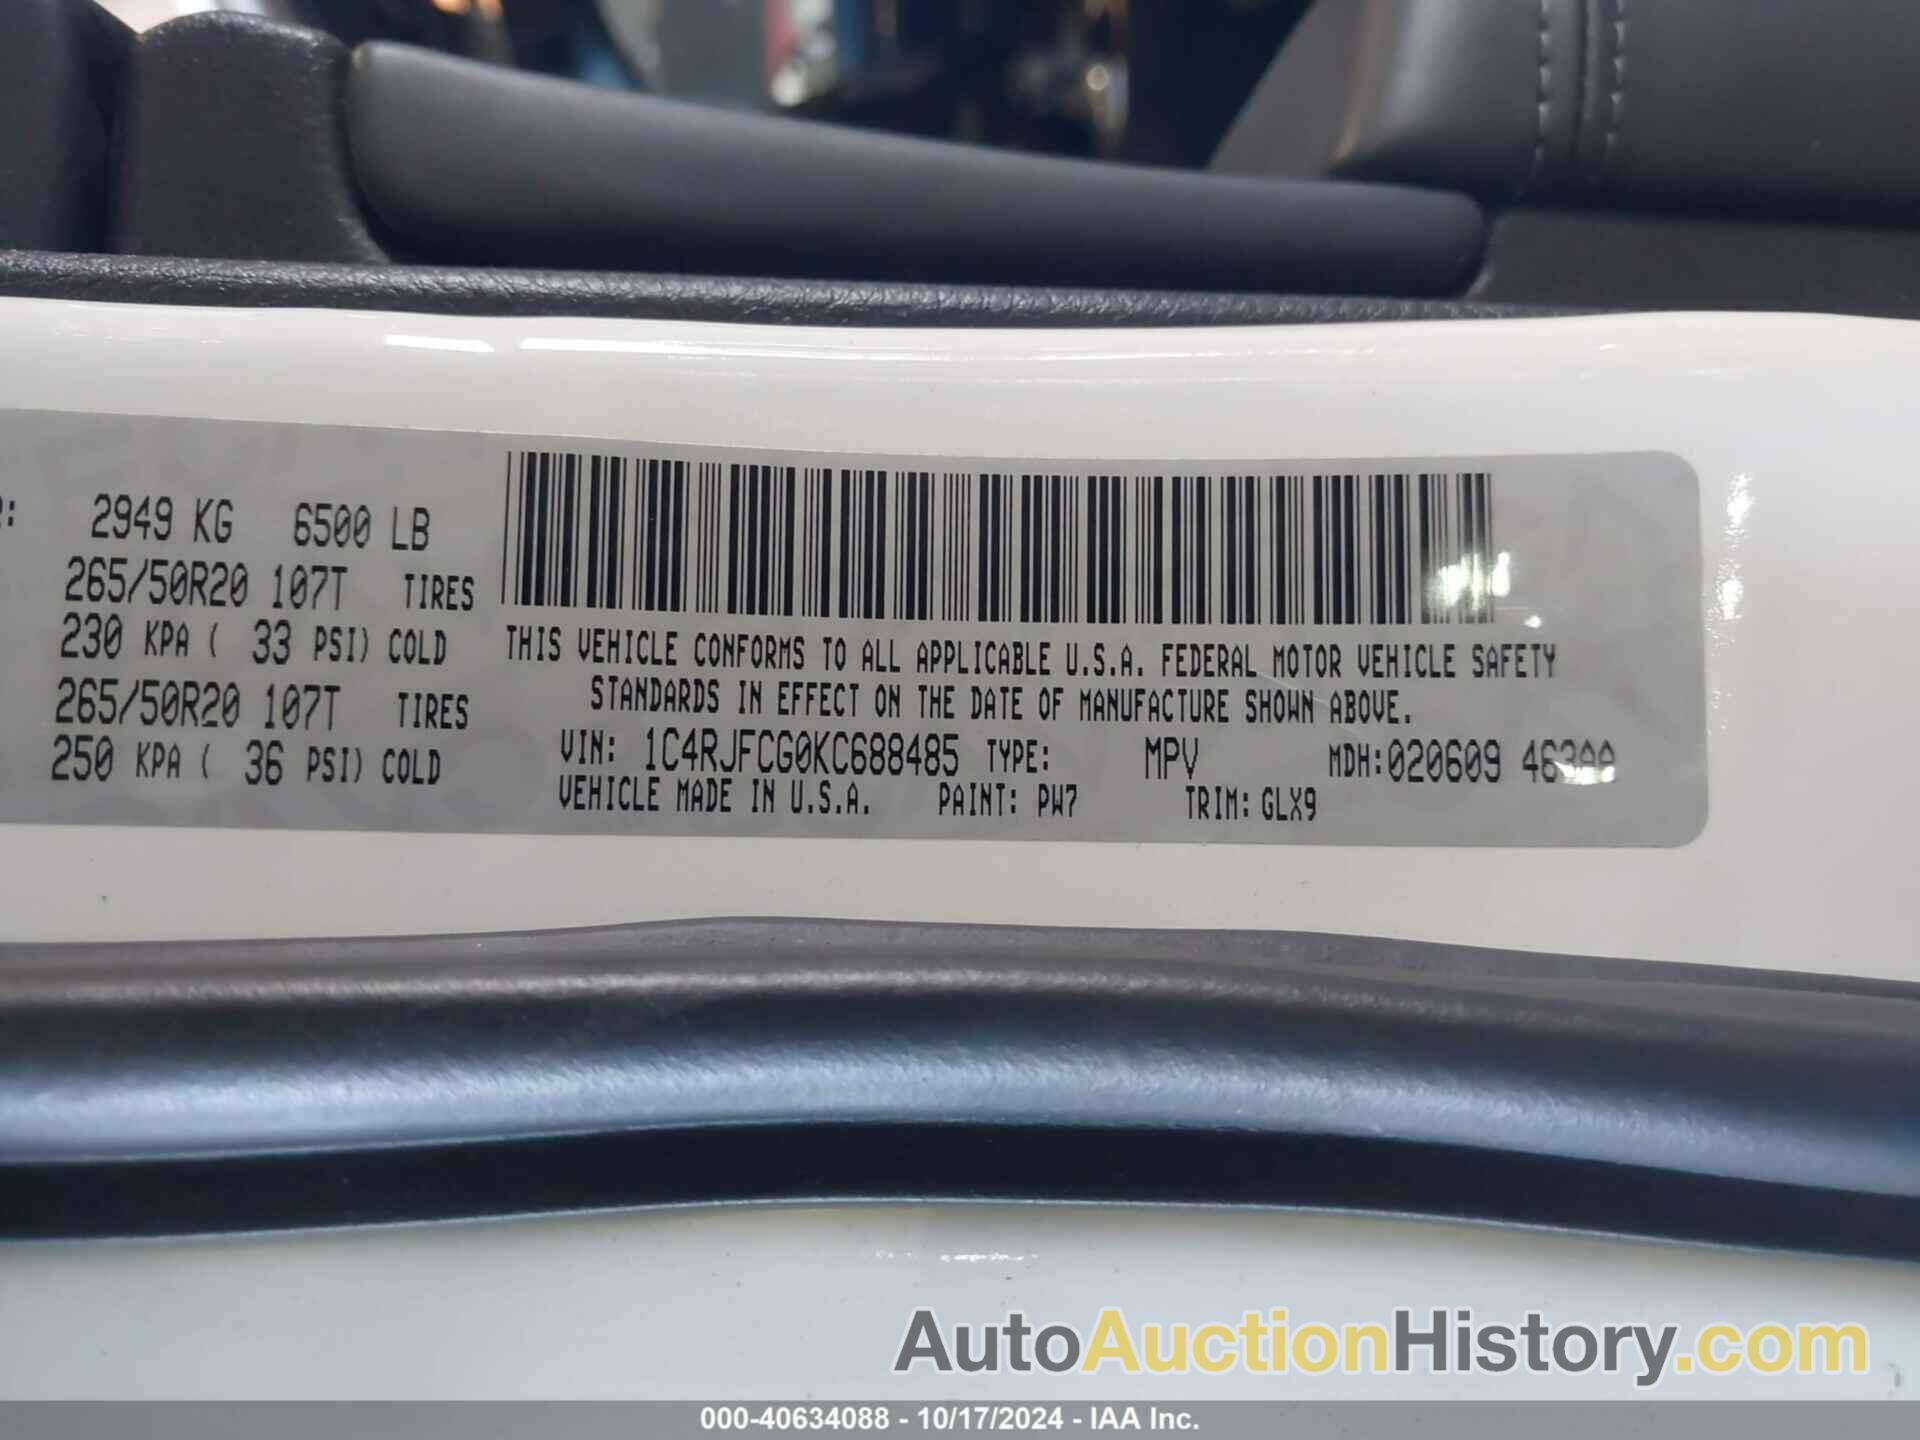 2949 KG 6500 LB
265/50R20 107T TIRES
230 KPA ( 33 PSI) COLD
265/50R20 107T TIRES
250 KPA ( 36 PSI) COLD
THIS VEHICLE CONFORMS TO ALL APPLICABLE U.S.A. FEDERAL MOTOR VEHICLE SAFETY
STANDARDS IN EFFECT ON THE DATE OF MANUFACTURE SHOWN ABOVE.
VIN: 1C4RJFCG0KC688485 TYPE: MPV MDH:020609 463AA
VEHICLE MADE IN U.S.A. PAINT: PW7 TRIM: GLX9
AutoAuctionHistory.com
000-40634088 - 10/17/2024 - IAA Inc.